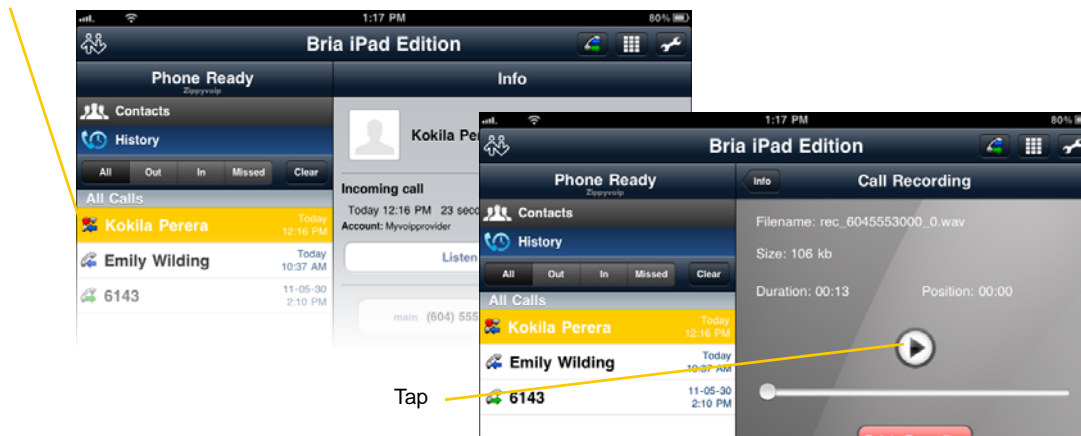 1:17 PM
80%
Bria iPad Edition
Phone Ready
Zippyvoip
Info
Contacts
History
All Out In Missed Clear
All Calls
Kokila Perera
Today
12:16 PM
Emily Wilding
Today
10:37 AM
6143
11-05-30
2:10 PM
Kokila Pe
Incoming call
Today 12:16 PM 23 seco
Account: Myvoipprovider
Listen
main (604) 555
1:17 PM
80%
Bria iPad Edition
Phone Ready
Zippyvoip
Info
Call Recording
Contacts
History
All Out In Missed Clear
All Calls
Kokila Perera
Today
12:16 PM
Emily Wilding
Today
10:37 AM
6143
11-05-30
2:10 PM
Filename: rec_6045553000_0.wav
Size: 106 kb
Duration: 00:13
Position: 00:00
Tap